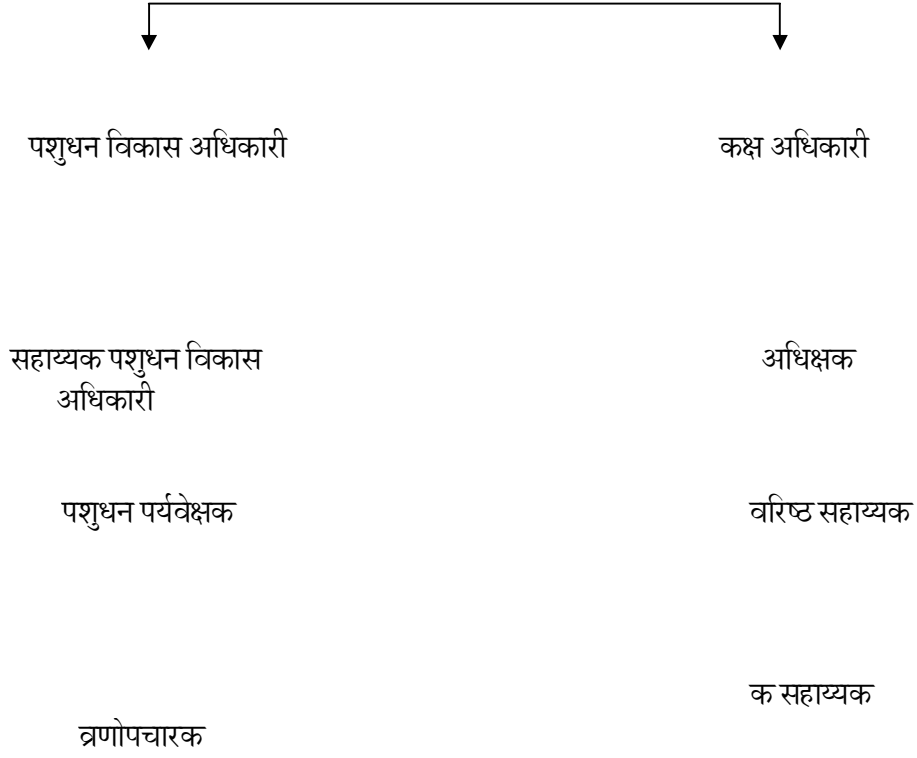 पशुधन विकास अधिकारी
कक्ष अधिकारी
सहाय्यक पशुधन विकास
अधिकारी
अधिक्षक
पशुधन पर्यवेक्षक
वरिष्ठ सहाय्यक
क सहाय्यक
व्रणोपचारक